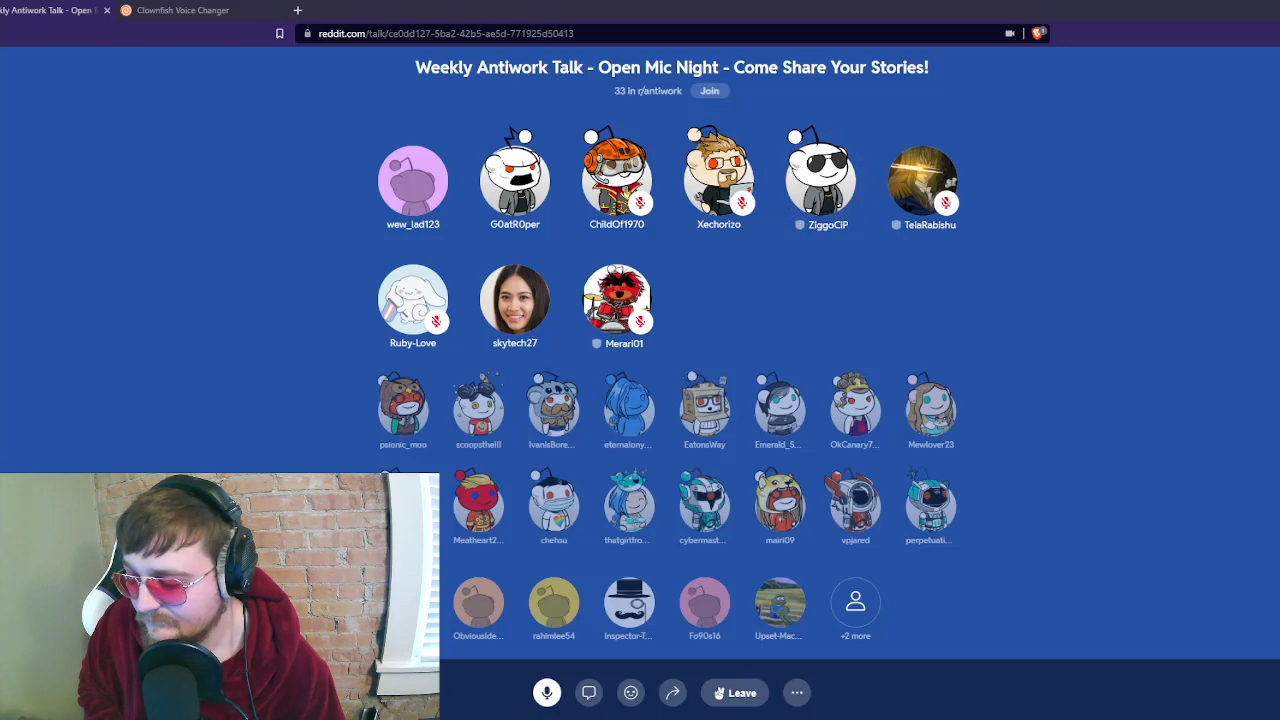 kly Antiwork Talk - Open
Clownfish Voice Changer
reddit.com/talk/ce0dd127-5ba2-42b5-ae5d-771925d50413
Weekly Antiwork Talk - Open Mic Night - Come Share Your Stories!
33 in r/antiwork Join
wew_lad123 G0atR0per ChildOf1970 Xechorizo ZiggoCiP TeiaRabishu
Ruby-Love skytech27 Merari01
psionic_moo scoopstheIII IvanIsBore... eternalony... EatonsWay Emerald_5... OkCanary7... Mewlover23
Meatheart2... chehsu thatgirlfro... cybermast... mairi09 vpjared perpetuati...
ObviousIde... rahimlee54 Inspector-T... Fo90s16 Upset-Mac... +2 more
Leave